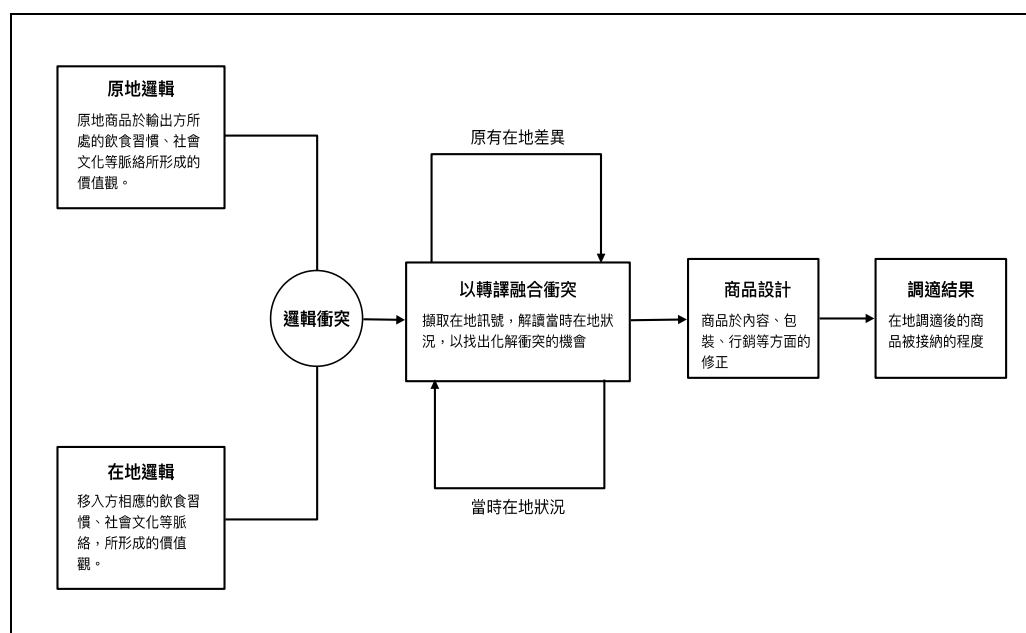 原地邏輯
原地商品於輸出方所
處的飲食習慣、社會
文化等脈絡所形成的
價值觀。
原有在地差異
邏輯衝突
以轉譯融合衝突
擷取在地訊號，解讀當時在地狀
況，以找出化解衝突的機會
商品設計
商品於內容、包
裝、行銷等方面的
修正
調適結果
在地調適後的商
品被接納的程度
在地邏輯
移入方相應的飲食習
慣、社會文化等脈
絡，所形成的價值
觀。
當時在地狀況